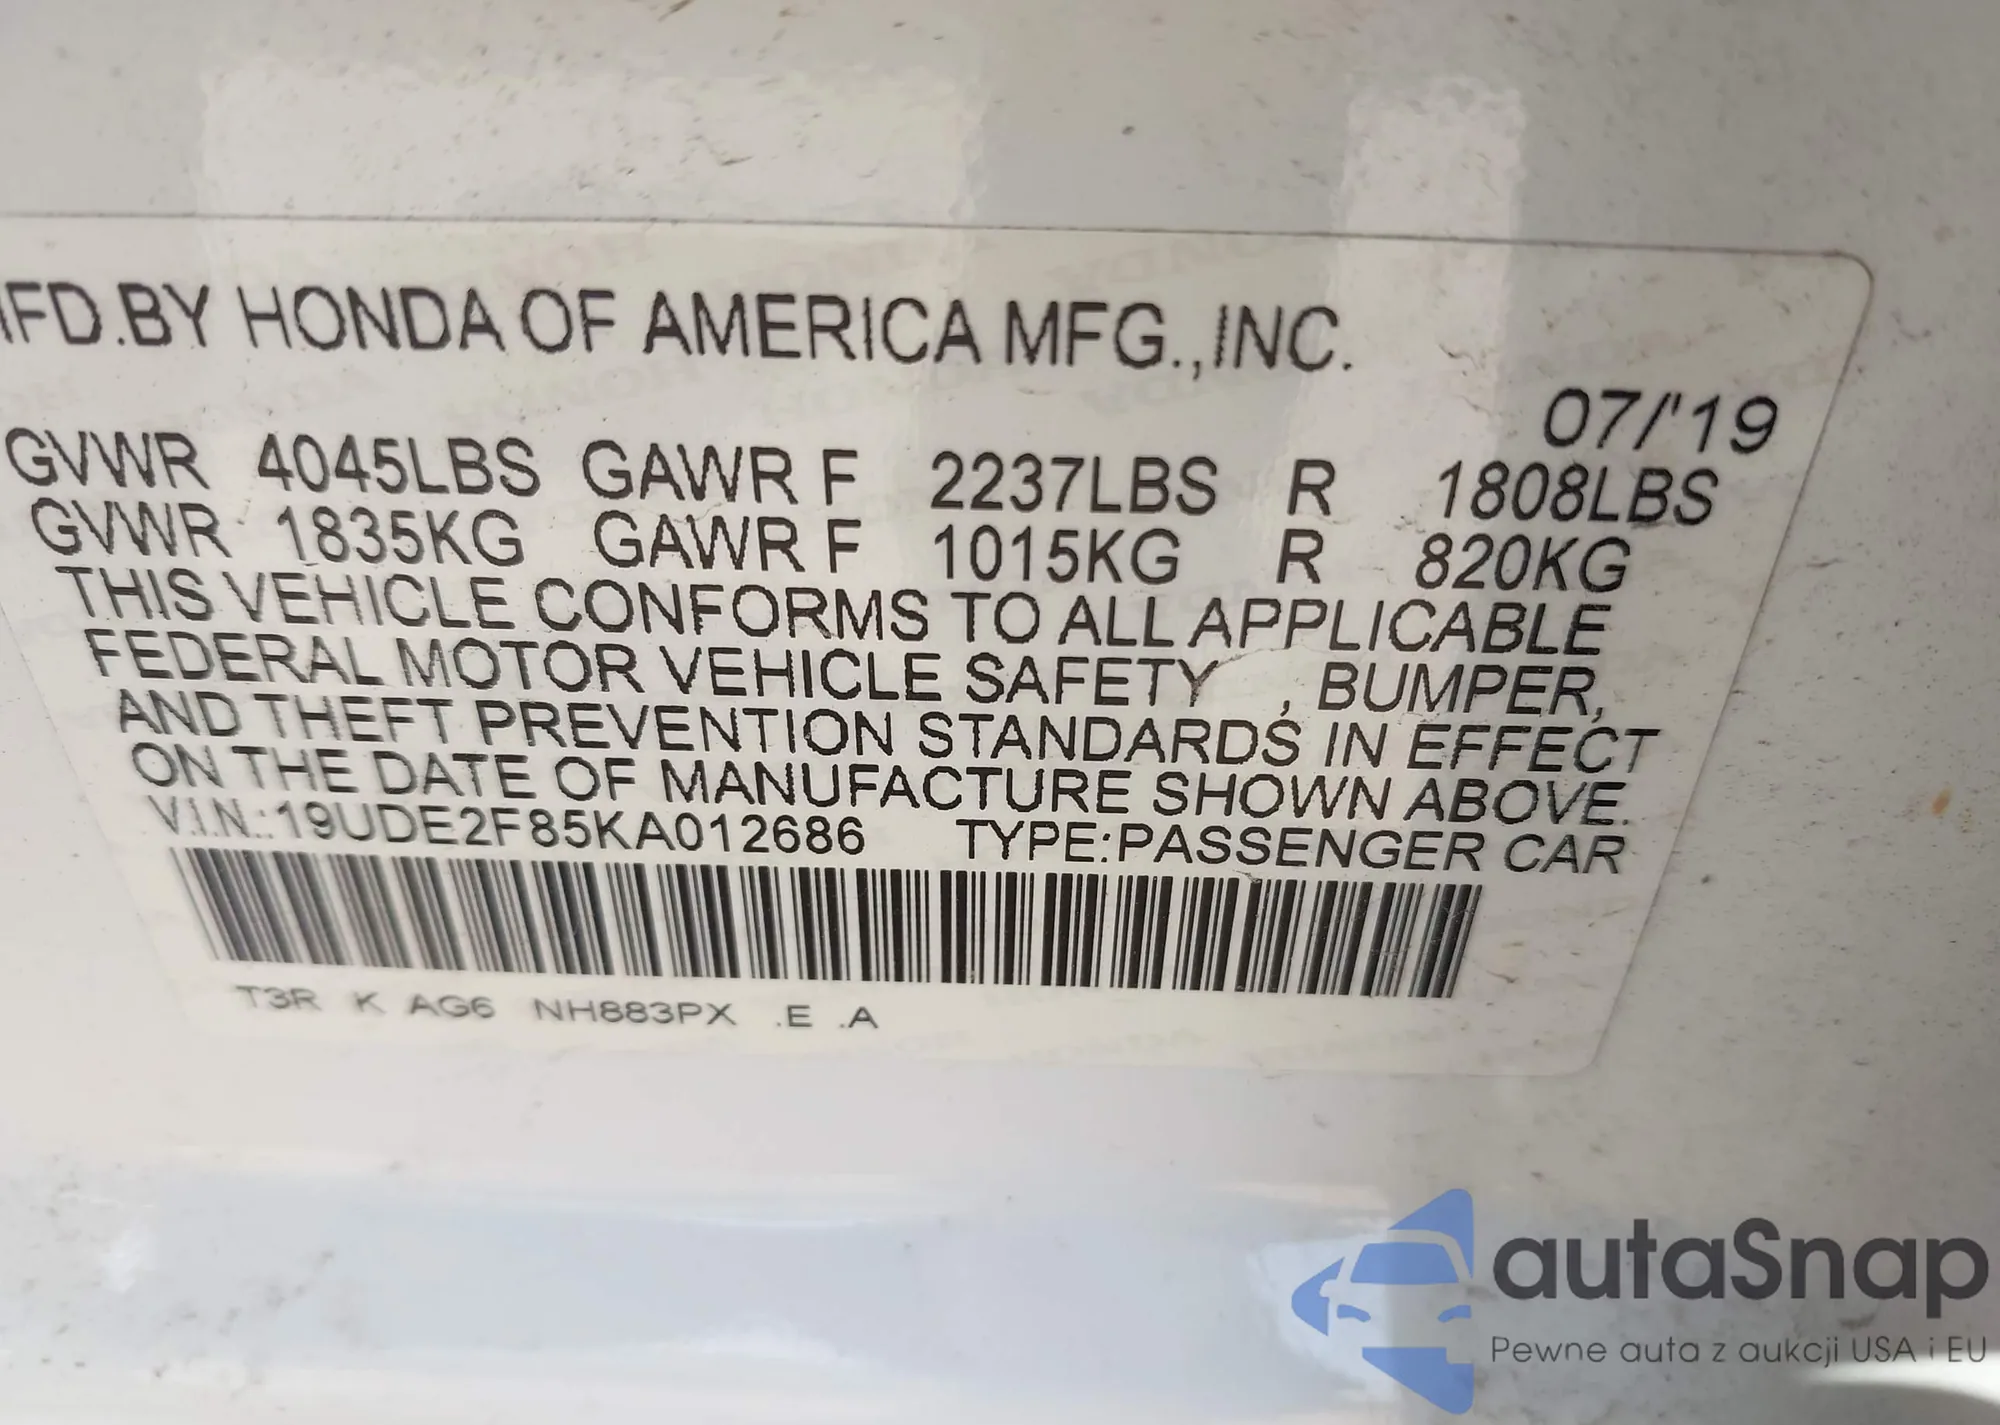 MFD.BY HONDA OF AMERICA MFG.,INC.
07/'19
GVWR 4045LBS GAWR F 2237LBS R 1808LBS
GVWR 1835KG GAWR F 1015KG R 820KG
THIS VEHICLE CONFORMS TO ALL APPLICABLE
FEDERAL MOTOR VEHICLE SAFETY , BUMPER,
AND THEFT PREVENTION STANDARDS IN EFFECT
ON THE DATE OF MANUFACTURE SHOWN ABOVE.
V.I.N.:19UDE2F85KA012686 TYPE:PASSENGER CAR
T3R K AG6 NH883PX .E .A
autaSnap
Pewne auta z aukcji USA i EU